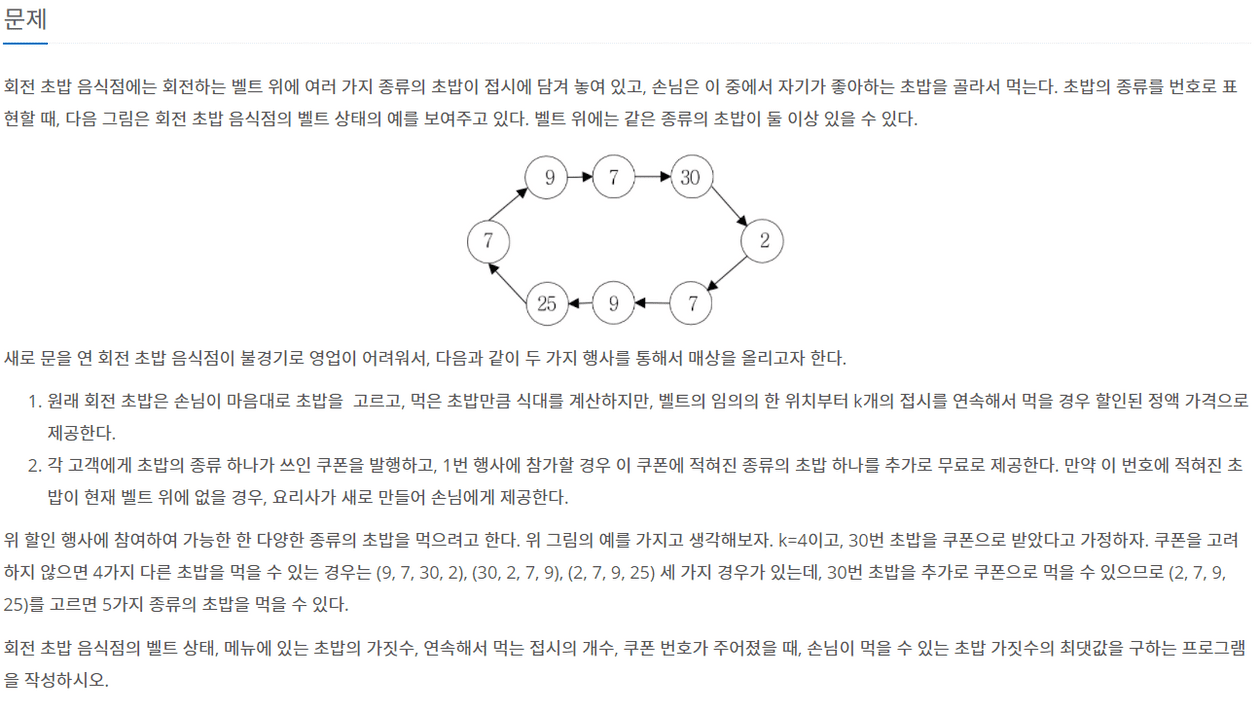 문제
회전 초밥 음식점에는 회전하는 벨트 위에 여러 가지 종류의 초밥이 접시에 담겨 놓여 있고, 손님은 이 중에서 자기가 좋아하는 초밥을 골라서 먹는다. 초밥의 종류를 번호로 표
현할 때, 다음 그림은 회전 초밥 음식점의 벨트 상태의 예를 보여주고 있다. 벨트 위에는 같은 종류의 초밥이 둘 이상 있을 수 있다.
9 7 30
7 2
25 9 7
새로 문을 연 회전 초밥 음식점이 불경기로 영업이 어려워서, 다음과 같이 두 가지 행사를 통해서 매상을 올리고자 한다.
1. 원래 회전 초밥은 손님이 마음대로 초밥을 고르고, 먹은 초밥만큼 식대를 계산하지만, 벨트의 임의의 한 위치부터 k개의 접시를 연속해서 먹을 경우 할인된 정액 가격으로
제공한다.
2. 각 고객에게 초밥의 종류 하나가 쓰인 쿠폰을 발행하고, 1번 행사에 참가할 경우 이 쿠폰에 적혀진 종류의 초밥 하나를 추가로 무료로 제공한다. 만약 이 번호에 적혀진 초
밥이 현재 벨트 위에 없을 경우, 요리사가 새로 만들어 손님에게 제공한다.
위 할인 행사에 참여하여 가능한 한 다양한 종류의 초밥을 먹으려고 한다. 위 그림의 예를 가지고 생각해보자. k=4이고, 30번 초밥을 쿠폰으로 받았다고 가정하자. 쿠폰을 고려
하지 않으면 4가지 다른 초밥을 먹을 수 있는 경우는 (9, 7, 30, 2), (30, 2, 7, 9), (2, 7, 9, 25) 세 가지 경우가 있는데, 30번 초밥을 추가로 쿠폰으로 먹을 수 있으므로 (2, 7, 9,
25)를 고르면 5가지 종류의 초밥을 먹을 수 있다.
회전 초밥 음식점의 벨트 상태, 메뉴에 있는 초밥의 가짓수, 연속해서 먹는 접시의 개수, 쿠폰 번호가 주어졌을 때, 손님이 먹을 수 있는 초밥 가짓수의 최댓값을 구하는 프로그램
을 작성하시오.